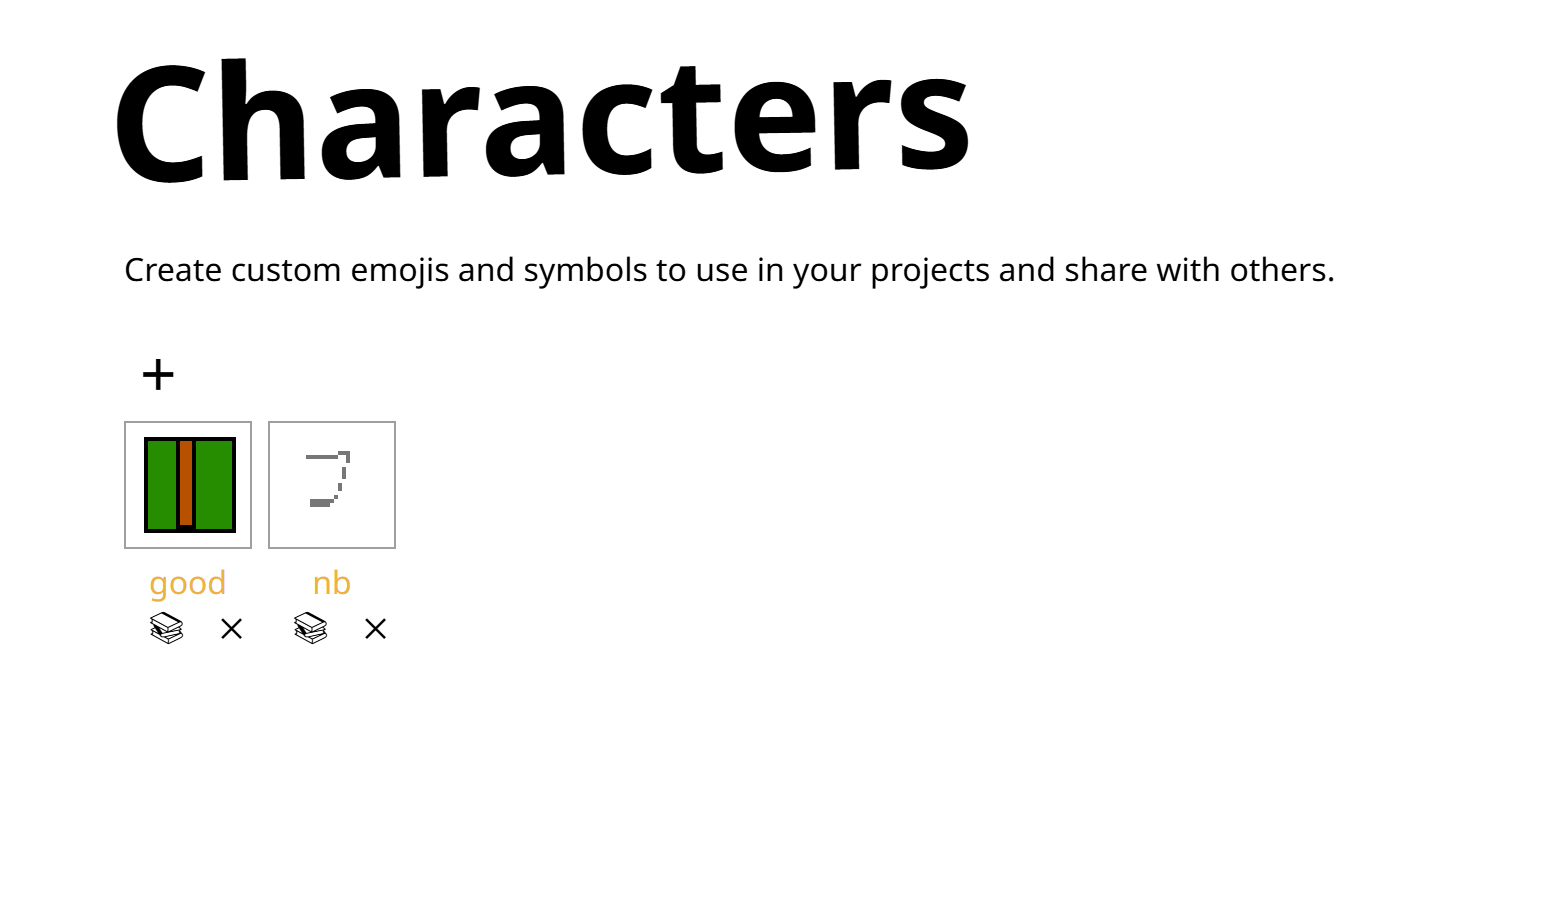 Characters
Create custom emojis and symbols to use in your projects and share with others.
+
good nb